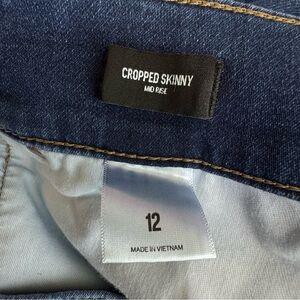 CROPPED SKINNY
MID RISE
12
MADE IN VIETNAM